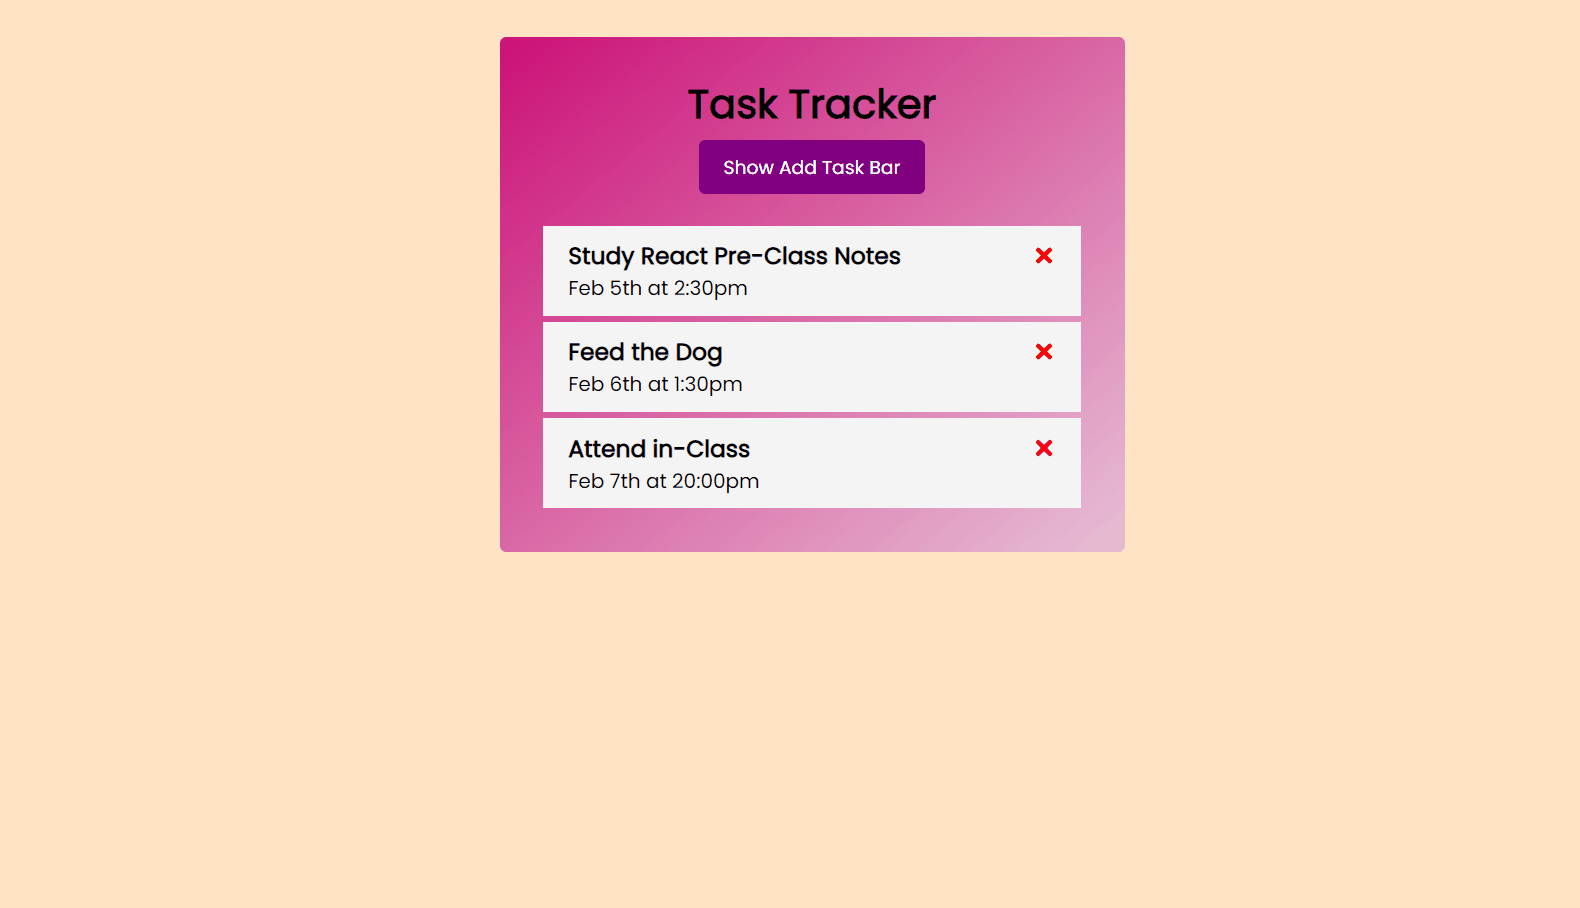 Task Tracker
Show Add Task Bar
Study React Pre-Class Notes
Feb 5th at 2:30pm
Feed the Dog
Feb 6th at 1:30pm
Attend in-Class
Feb 7th at 20:00pm